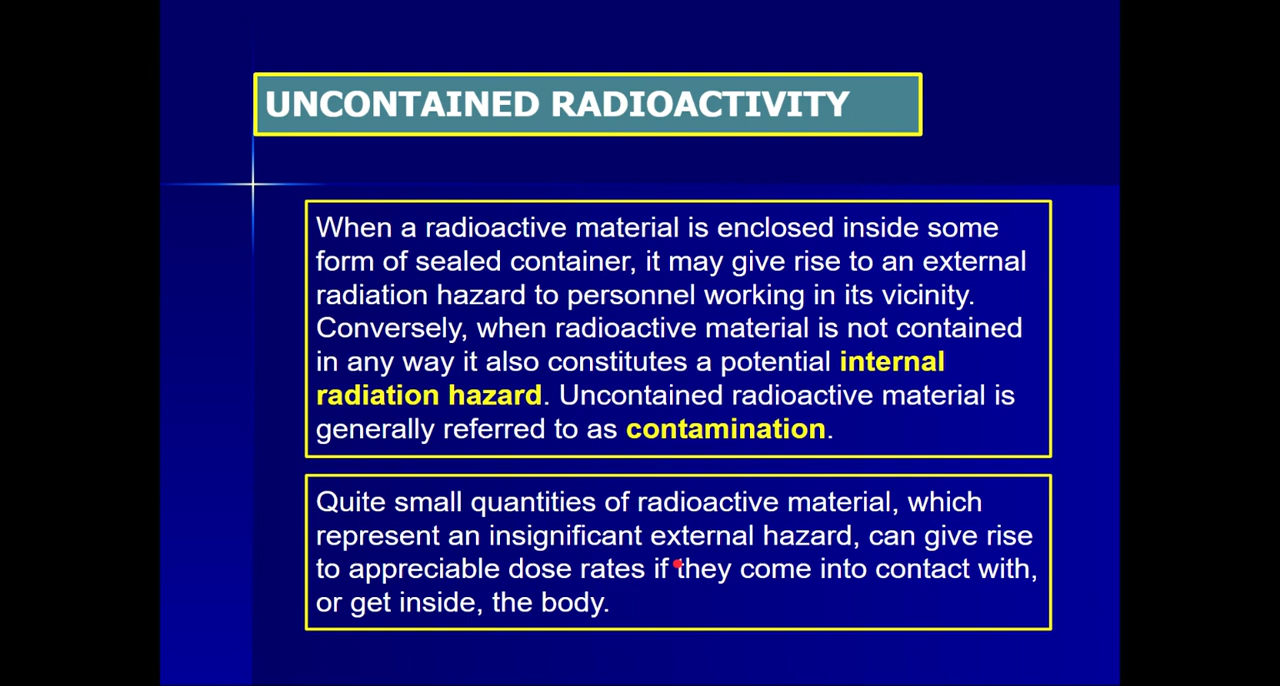 UNCONTAINED RADIOACTIVITY
When a radioactive material is enclosed inside some
form of sealed container, it may give rise to an external
radiation hazard to personnel working in its vicinity.
Conversely, when radioactive material is not contained
in any way it also constitutes a potential internal
radiation hazard. Uncontained radioactive material is
generally referred to as contamination.
Quite small quantities of radioactive material, which
represent an insignificant external hazard, can give rise
to appreciable dose rates if they come into contact with,
or get inside, the body.